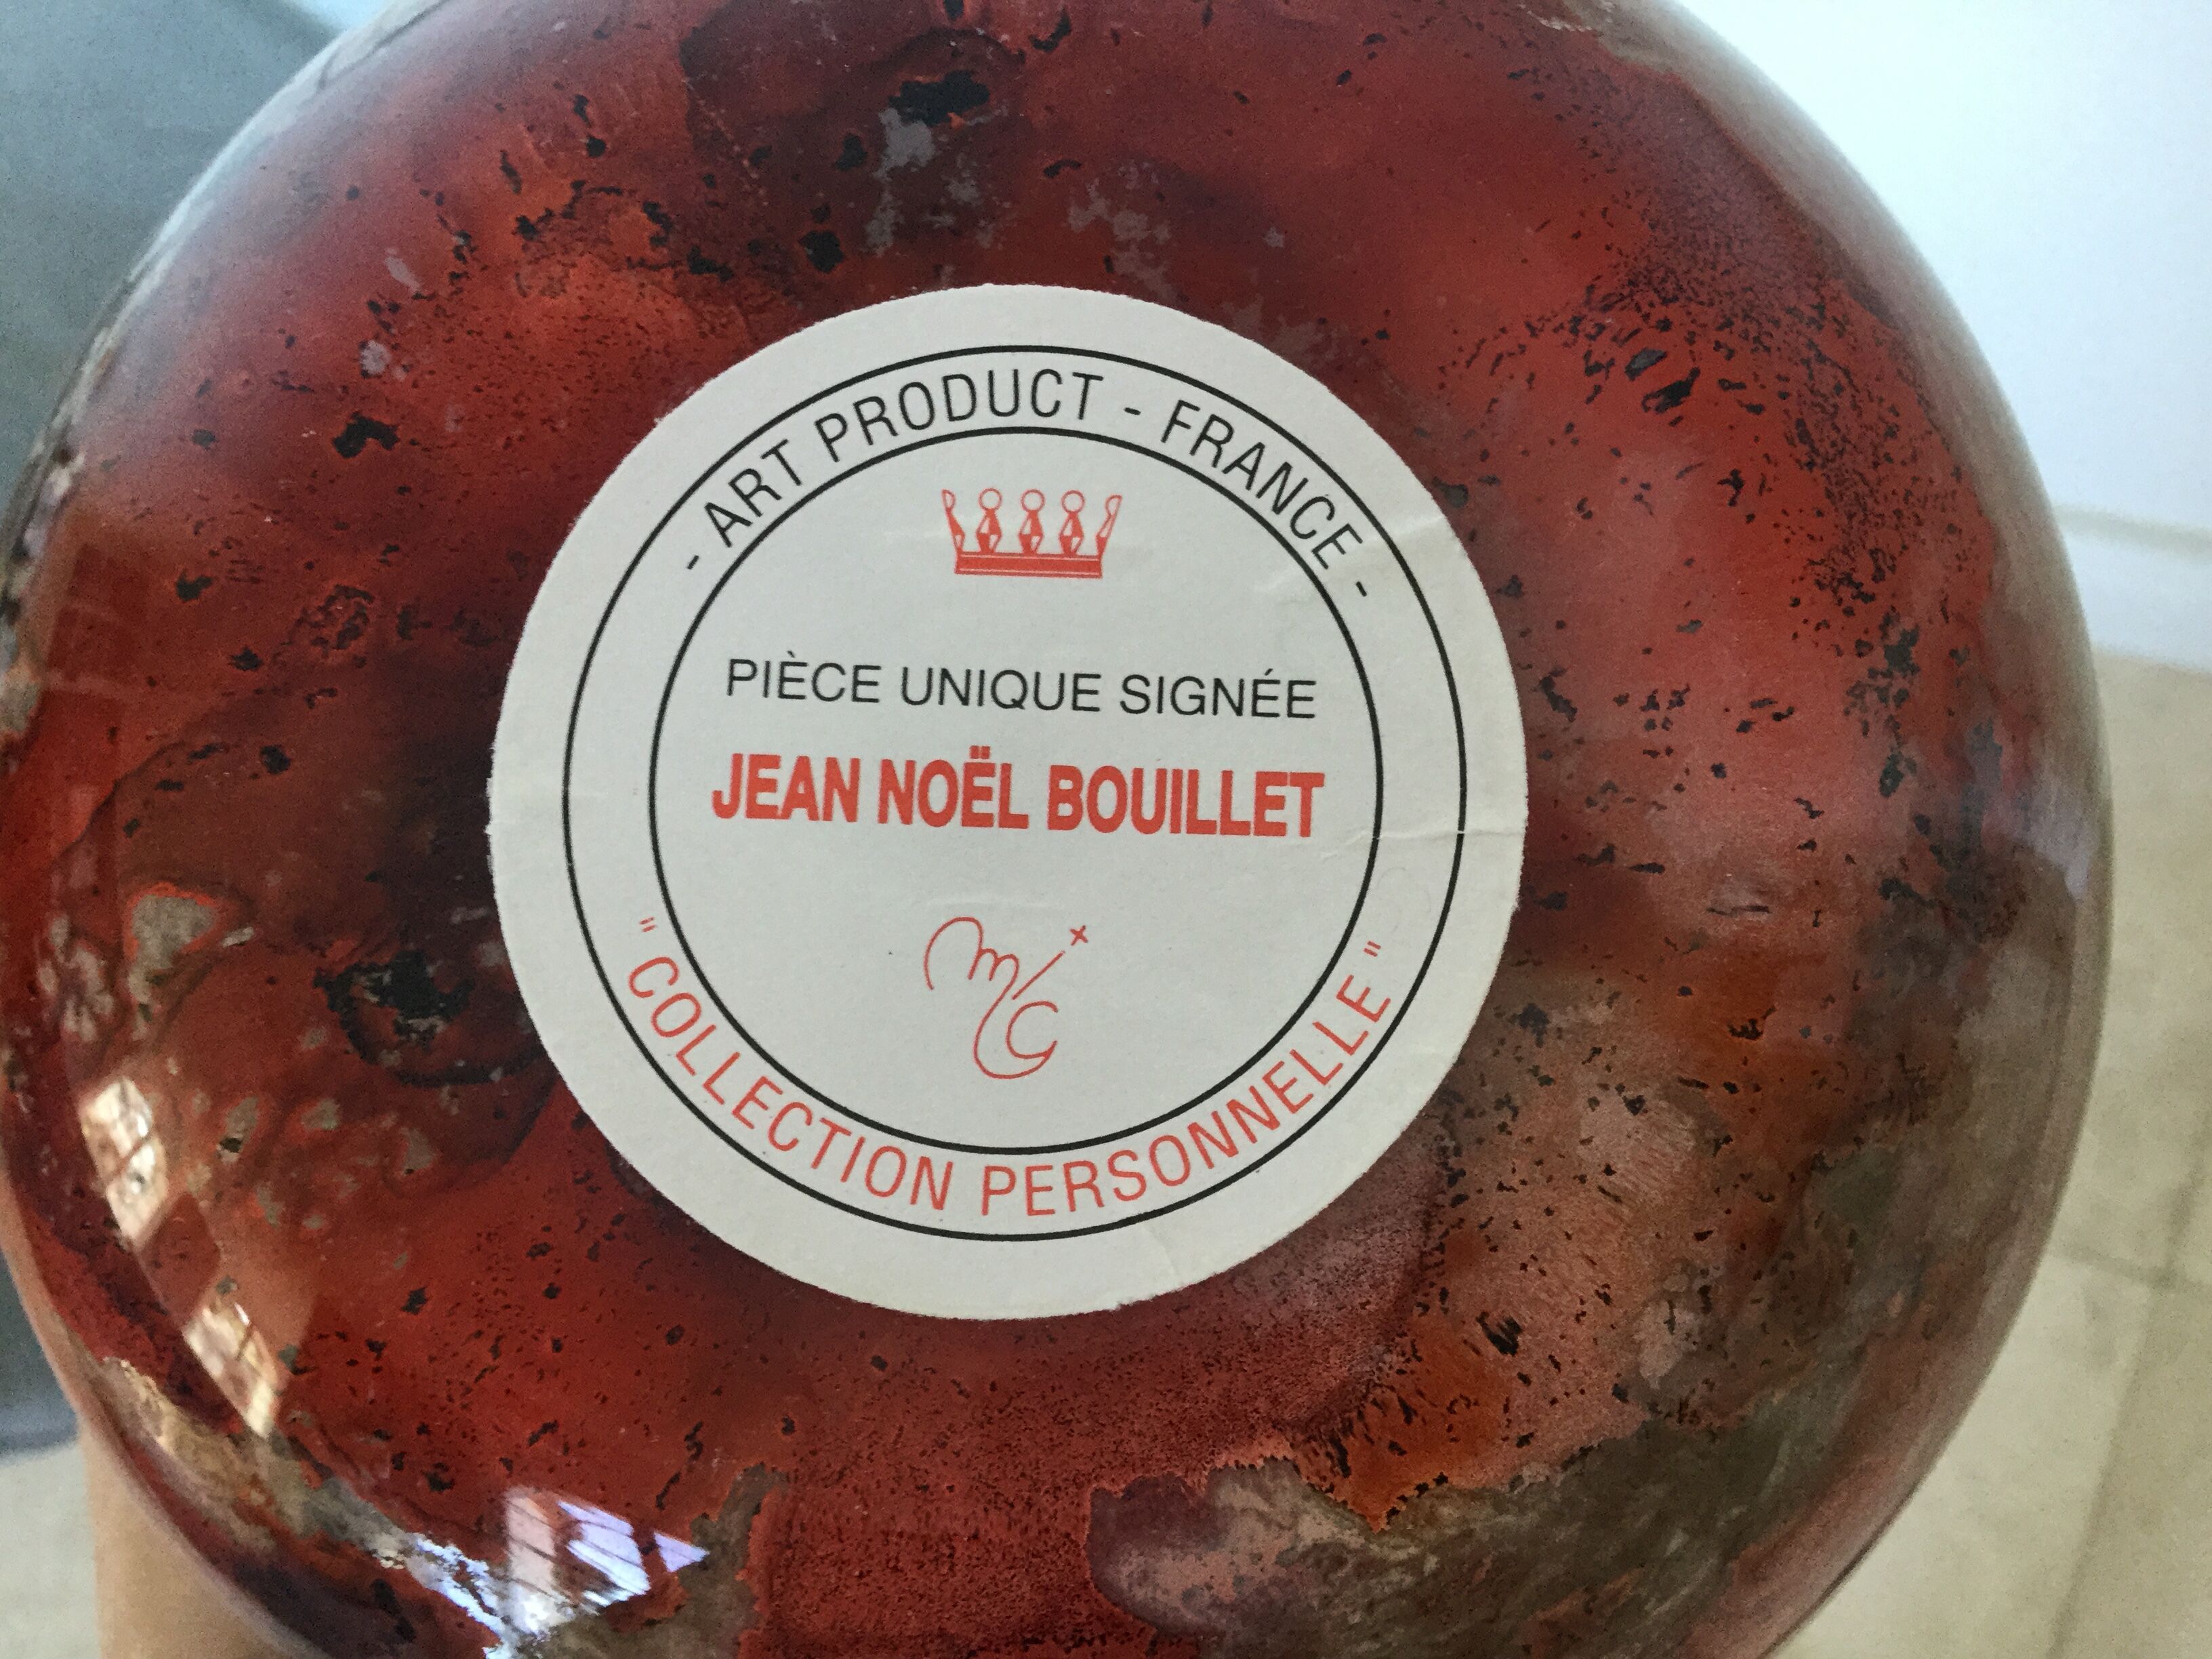 - ART PRODUCT - FRANCE -
PIÈCE UNIQUE SIGNÉE
JEAN NOËL BOUILLET
" COLLECTION PERSONNELLE "